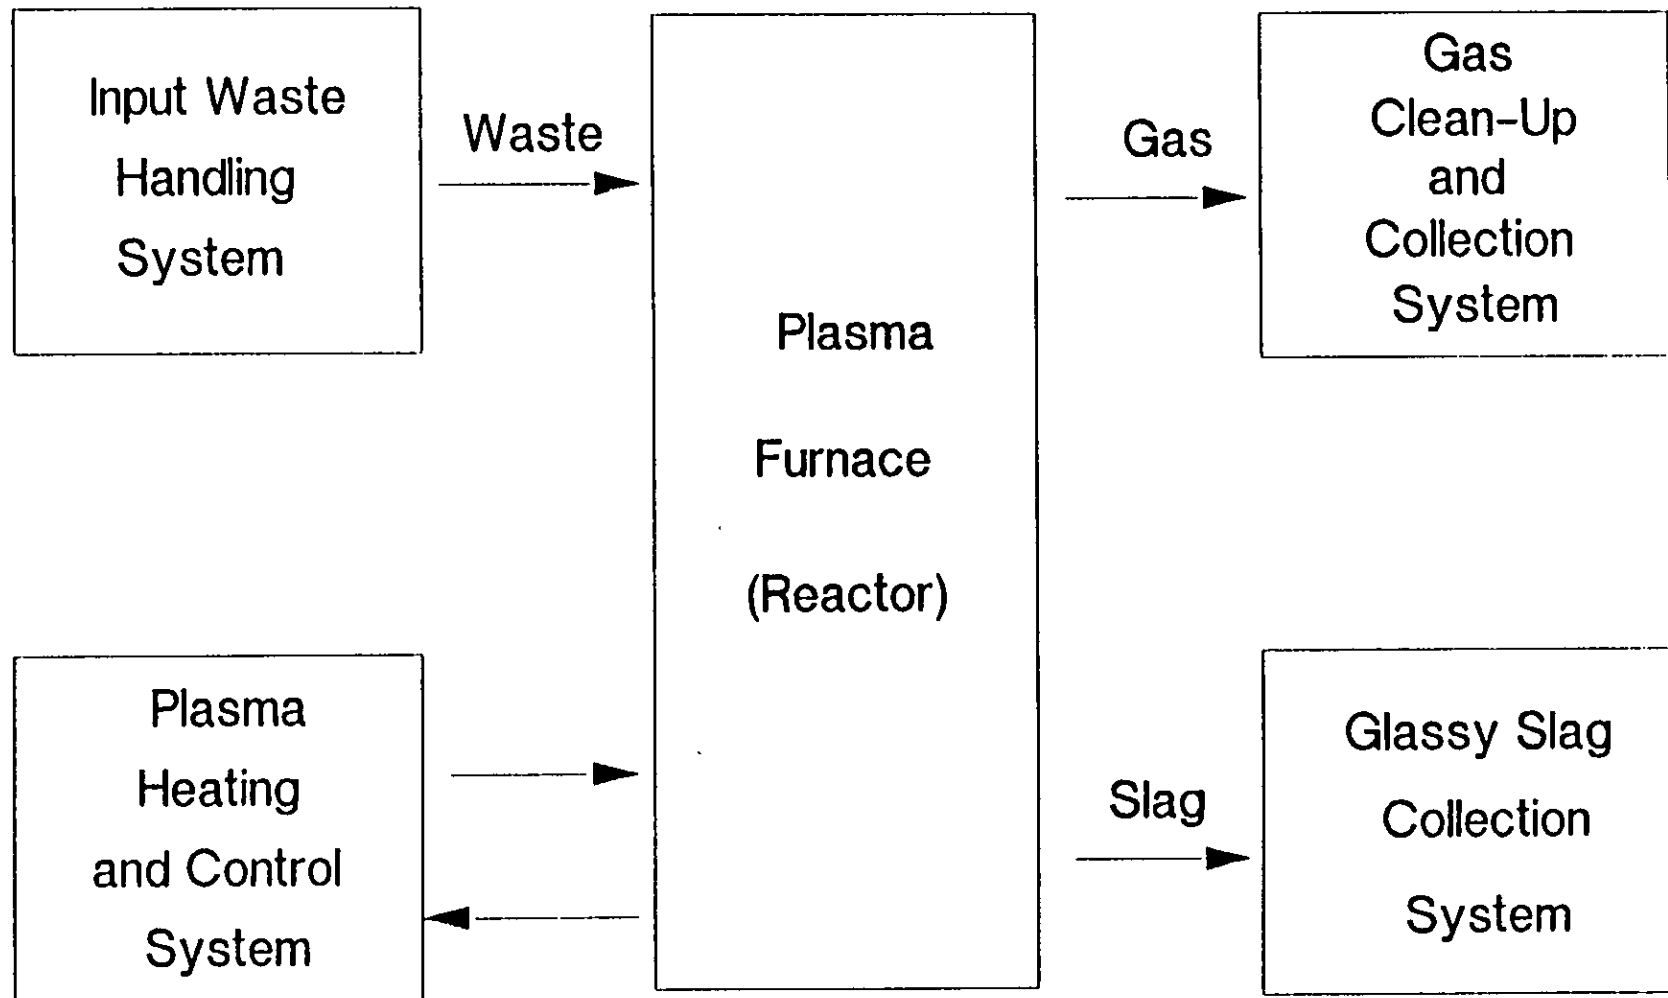 Input Waste
Handling
System
Waste
Plasma
Furnace
(Reactor)
Gas
Gas
Clean-Up
and
Collection
System
Plasma
Heating
and Control
System
Slag
Glassy Slag
Collection
System